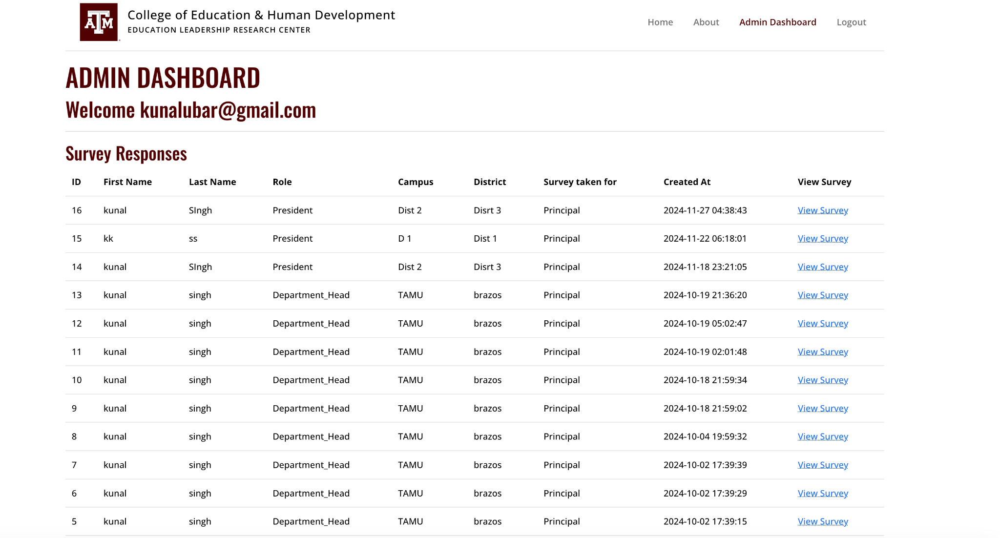 ATM
College of Education & Human Development
EDUCATION LEADERSHIP RESEARCH CENTER
Home About Admin Dashboard Logout
ADMIN DASHBOARD
Welcome kunalubar@gmail.com
Survey Responses
ID First Name Last Name Role Campus District Survey taken for Created At View Survey
16 kunal SIngh President Dist 2 Disrt 3 Principal 2024-11-27 04:38:43 View Survey
15 kk ss President D 1 Dist 1 Principal 2024-11-22 06:18:01 View Survey
14 kunal SIngh President Dist 2 Disrt 3 Principal 2024-11-18 23:21:05 View Survey
13 kunal singh Department_Head TAMU brazos Principal 2024-10-19 21:36:20 View Survey
12 kunal singh Department_Head TAMU brazos Principal 2024-10-19 05:02:47 View Survey
11 kunal singh Department_Head TAMU brazos Principal 2024-10-19 02:01:48 View Survey
10 kunal singh Department_Head TAMU brazos Principal 2024-10-18 21:59:34 View Survey
9 kunal singh Department_Head TAMU brazos Principal 2024-10-18 21:59:02 View Survey
8 kunal singh Department_Head TAMU brazos Principal 2024-10-04 19:59:32 View Survey
7 kunal singh Department_Head TAMU brazos Principal 2024-10-02 17:39:39 View Survey
6 kunal singh Department_Head TAMU brazos Principal 2024-10-02 17:39:29 View Survey
5 kunal singh Department_Head TAMU brazos Principal 2024-10-02 17:39:15 View Survey